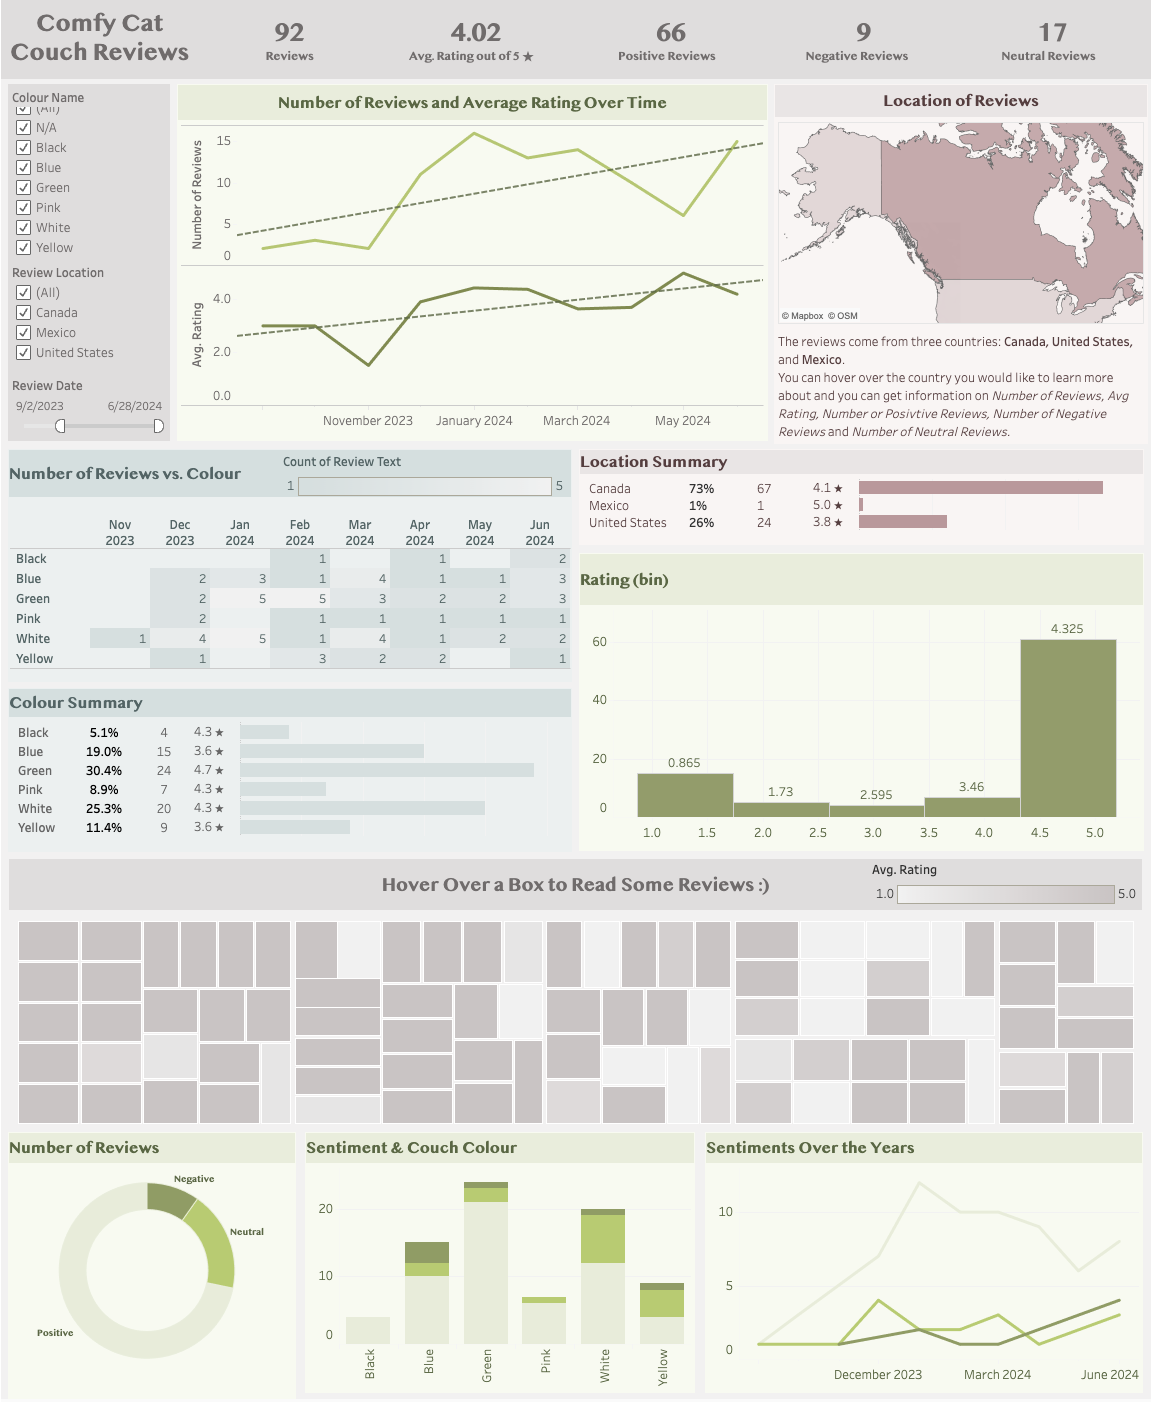 Comfy Cat
Couch Reviews
92
Reviews
4.02
Avg. Rating out of 5 ★
66
Positive Reviews
9
Negative Reviews
17
Neutral Reviews
Colour Name
(All)
N/A
Black
Blue
Green
Pink
White
Yellow
Review Location
(All)
Canada
Mexico
United States
Review Date
9/2/2023 6/28/2024
Number of Reviews and Average Rating Over Time
Number of Reviews
15
10
5
0
Avg. Rating
4.0
2.0
0.0
November 2023 January 2024 March 2024 May 2024
Location of Reviews
© Mapbox © OSM
The reviews come from three countries: Canada, United States,
and Mexico.
You can hover over the country you would like to learn more
about and you can get information on Number of Reviews, Avg
Rating, Number or Posivtive Reviews, Number of Negative
Reviews and Number of Neutral Reviews.
Number of Reviews vs. Colour
Count of Review Text
1 5
Nov Dec Jan Feb Mar Apr May Jun
2023 2023 2024 2024 2024 2024 2024 2024
Black 1 1 2
Blue 2 3 1 4 1 1 3
Green 2 5 5 3 2 2 3
Pink 2 1 1 1 1 1
White 1 4 5 1 4 1 2 2
Yellow 1 3 2 2 1
Location Summary
Canada 73% 67 4.1 ★
Mexico 1% 1 5.0 ★
United States 26% 24 3.8 ★
Rating (bin)
60
40
20
0
0.865
1.73
2.595
3.46
4.325
1.0 1.5 2.0 2.5 3.0 3.5 4.0 4.5 5.0
Colour Summary
Black 5.1% 4 4.3 ★
Blue 19.0% 15 3.6 ★
Green 30.4% 24 4.7 ★
Pink 8.9% 7 4.3 ★
White 25.3% 20 4.3 ★
Yellow 11.4% 9 3.6 ★
Hover Over a Box to Read Some Reviews :)
Avg. Rating
1.0 5.0
Number of Reviews
Negative
Neutral
Positive
Sentiment & Couch Colour
20
10
0
Black
Blue
Green
Pink
White
Yellow
Sentiments Over the Years
10
5
0
December 2023 March 2024 June 2024